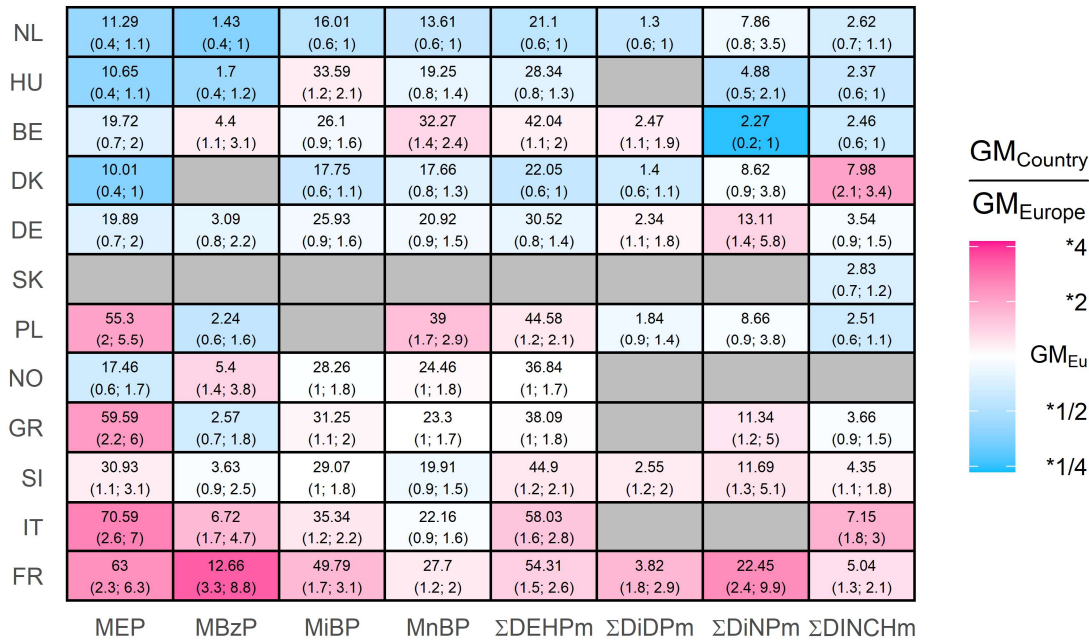 NL 11.29 1.43 16.01 13.61 21.1 1.3 7.86 2.62
(0.4; 1.1) (0.4; 1) (0.6; 1) (0.6; 1) (0.6; 1) (0.6; 1) (0.8; 3.5) (0.7; 1.1)
HU 10.65 1.7 33.59 19.25 28.34 4.88 2.37
(0.4; 1.1) (0.4; 1.2) (1.2; 2.1) (0.8; 1.4) (0.8; 1.3) (0.5; 2.1) (0.6; 1)
BE 19.72 4.4 26.1 32.27 42.04 2.47 2.27 2.46
(0.7; 2) (1.1; 3.1) (0.9; 1.6) (1.4; 2.4) (1.1; 2) (1.1; 1.9) (0.2; 1) (0.6; 1)
DK 10.01 17.75 17.66 22.05 1.4 8.62 7.98
(0.4; 1) (0.6; 1.1) (0.8; 1.3) (0.6; 1) (0.6; 1.1) (0.9; 3.8) (2.1; 3.4)
DE 19.89 3.09 25.93 20.92 30.52 2.34 13.11 3.54
(0.7; 2) (0.8; 2.2) (0.9; 1.6) (0.9; 1.5) (0.8; 1.4) (1.1; 1.8) (1.4; 5.8) (0.9; 1.5)
SK 2.83
(0.7; 1.2)
PL 55.3 2.24 39 44.58 1.84 8.66 2.51
(2; 5.5) (0.6; 1.6) (1.7; 2.9) (1.2; 2.1) (0.9; 1.4) (0.9; 3.8) (0.6; 1.1)
NO 17.46 5.4 28.26 24.46 36.84
(0.6; 1.7) (1.4; 3.8) (1; 1.8) (1; 1.8) (1; 1.7)
GR 59.59 2.57 31.25 23.3 38.09 11.34 3.66
(2.2; 6) (0.7; 1.8) (1.1; 2) (1; 1.7) (1; 1.8) (1.2; 5) (0.9; 1.5)
SI 30.93 3.63 29.07 19.91 44.9 2.55 11.69 4.35
(1.1; 3.1) (0.9; 2.5) (1; 1.8) (0.9; 1.5) (1.2; 2.1) (1.2; 2) (1.3; 5.1) (1.1; 1.8)
IT 70.59 6.72 35.34 22.16 58.03 7.15
(2.6; 7) (1.7; 4.7) (1.2; 2.2) (0.9; 1.6) (1.6; 2.8) (1.8; 3)
FR 63 12.66 49.79 27.7 54.31 3.82 22.45 5.04
(2.3; 6.3) (3.3; 8.8) (1.7; 3.1) (1.2; 2) (1.5; 2.6) (1.8; 2.9) (2.4; 9.9) (1.3; 2.1)
MEP MBzP MiBP MnBP ΣDEHPm ΣDiDPm ΣDiNPm ΣDINCHm
GM Country
GM Europe
*4
*2
GM Eu
*1/2
*1/4